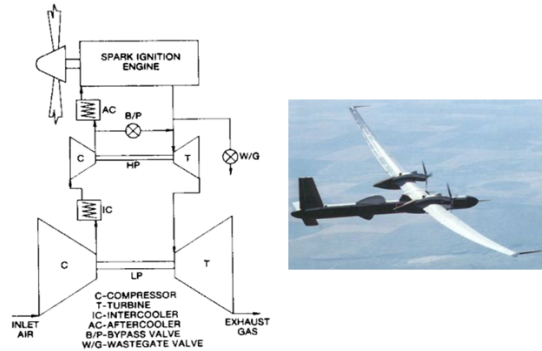 SPARK IGNITION
ENGINE
AC
B/P
C
T
HP
W/G
IC
C
T
LP
C-COMPRESSOR
T-TURBINE
IC-INTERCOOLER
AC-AFTERCOOLER
B/P-BYPASS VALVE
W/G-WASTEGATE VALVE
INLET
AIR
EXHAUST
GAS